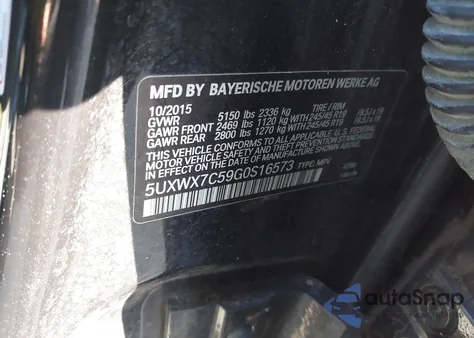 MFD BY BAYERISCHE MOTOREN WERKE AG
10/2015 TIRE / RIM
GVWR 5150 lbs 2336 kg
GAWR FRONT 2469 lbs 1120 kg WITH 245/45 R19
GAWR REAR 2800 lbs 1270 kg WITH 245/45 R19
THIS VEHICLE CONFORMS TO ALL APPLICABLE U.S. FEDERAL
MOTOR VEHICLE SAFETY, BUMPER, AND THEFT PREVENTION
STANDARDS IN EFFECT ON THE DATE OF MANUFACTURE SHOWN ABOVE.
5UXWX7C59G0S16573 TYPE: MPV
autoSnap